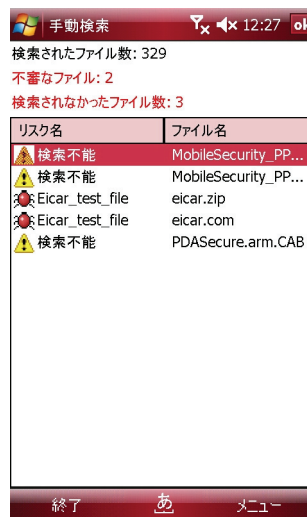 手動検索 12:27 ok
検索されたファイル数: 329
不審なファイル: 2
検索されなかったファイル数: 3
リスク名 ファイル名
検索不能 MobileSecurity_PP...
検索不能 MobileSecurity_PP...
Eicar_test_file eicar.zip
Eicar_test_file eicar.com
検索不能 PDASecure.arm.CAB
終了 あ メニュー